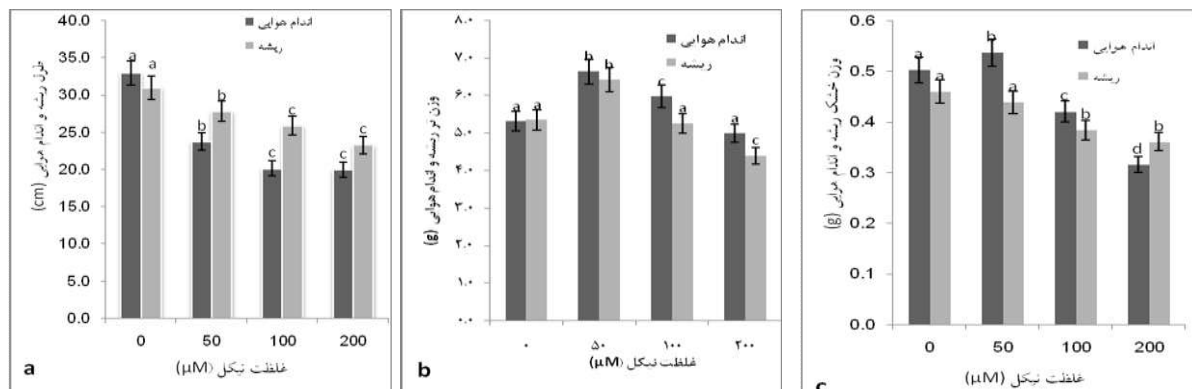 40.0
35.0
30.0
25.0
20.0
15.0
10.0
5.0
0.0
طول ریشه و اندام هوایی (cm)
اندام هوایی
ریشه
a
a
b
b
c
c
c
c
0
50
100
200
غلظت نیکل (µM)
a
۸.۰
۷.۰
۶.۰
۵.۰
۴.۰
۳.۰
۲.۰
۱.۰
۰.۰
وزن تر ریشه و اندام هوایی (g)
اندام هوایی
ریشه
a
a
b
b
c
a
a
c
۰
۵۰
۱۰۰
۲۰۰
غلظت نیکل (µM)
b
0.6
0.5
0.4
0.3
0.2
0.1
0.0
وزن خشک ریشه و اندام هوایی (g)
اندام هوایی
ریشه
a
a
b
a
c
b
d
b
0
50
100
200
غلظت نیکل (µM)
c